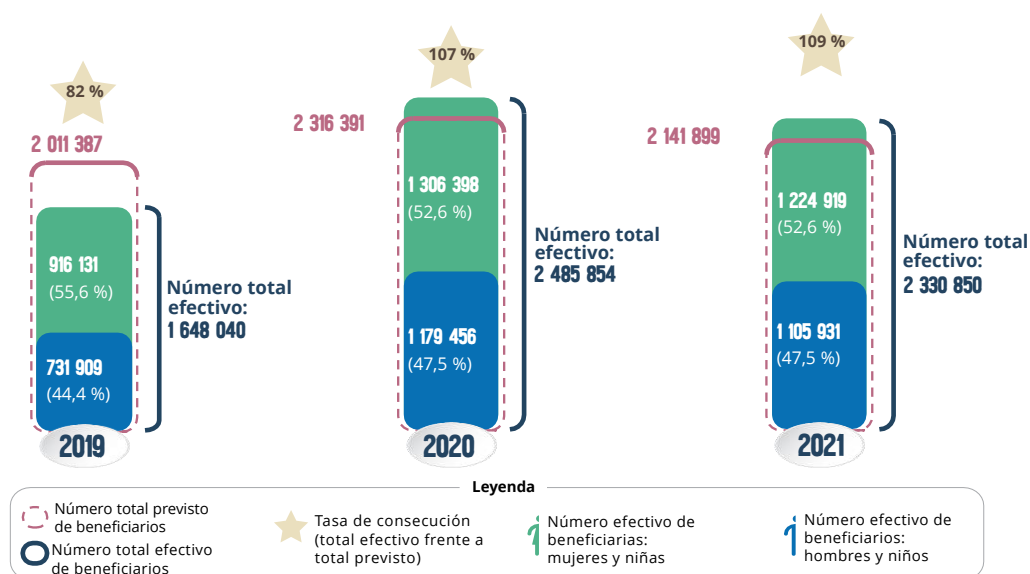 82 %
2 011 387
916 131
(55,6 %)
731 909
(44,4 %)
Número total
efectivo:
1 648 040
2019
107 %
2 316 391
1 306 398
(52,6 %)
1 179 456
(47,5 %)
Número total
efectivo:
2 485 854
2020
109 %
2 141 899
1 224 919
(52,6 %)
1 105 931
(47,5 %)
Número total
efectivo:
2 330 850
2021
Leyenda
Número total previsto
de beneficiarios
Número total efectivo
de beneficiarios
Tasa de consecución
(total efectivo frente a
total previsto)
Número efectivo de
beneficiarias:
mujeres y niñas
Número efectivo de
beneficiarios:
hombres y niños